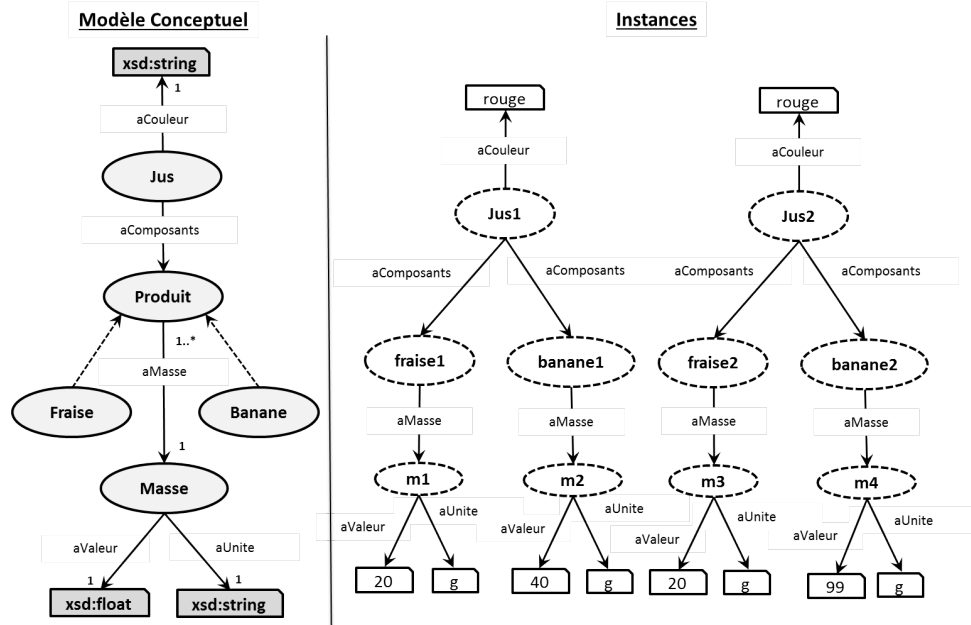 Modèle Conceptuel
xsd:string
1
aCouleur
Jus
aComposants
Produit
1..*
aMasse
Fraise
Banane
1
Masse
aValeur
aUnite
1
1
xsd:float
xsd:string
Instances
rouge
rouge
aCouleur
aCouleur
Jus1
Jus2
aComposants
aComposants
aComposants
aComposants
fraise1
banane1
fraise2
banane2
aMasse
aMasse
aMasse
aMasse
m1
m2
m3
m4
aValeur
aUnite
aValeur
aUnite
aValeur
aUnite
aValeur
aUnite
20
g
40
g
20
g
99
g